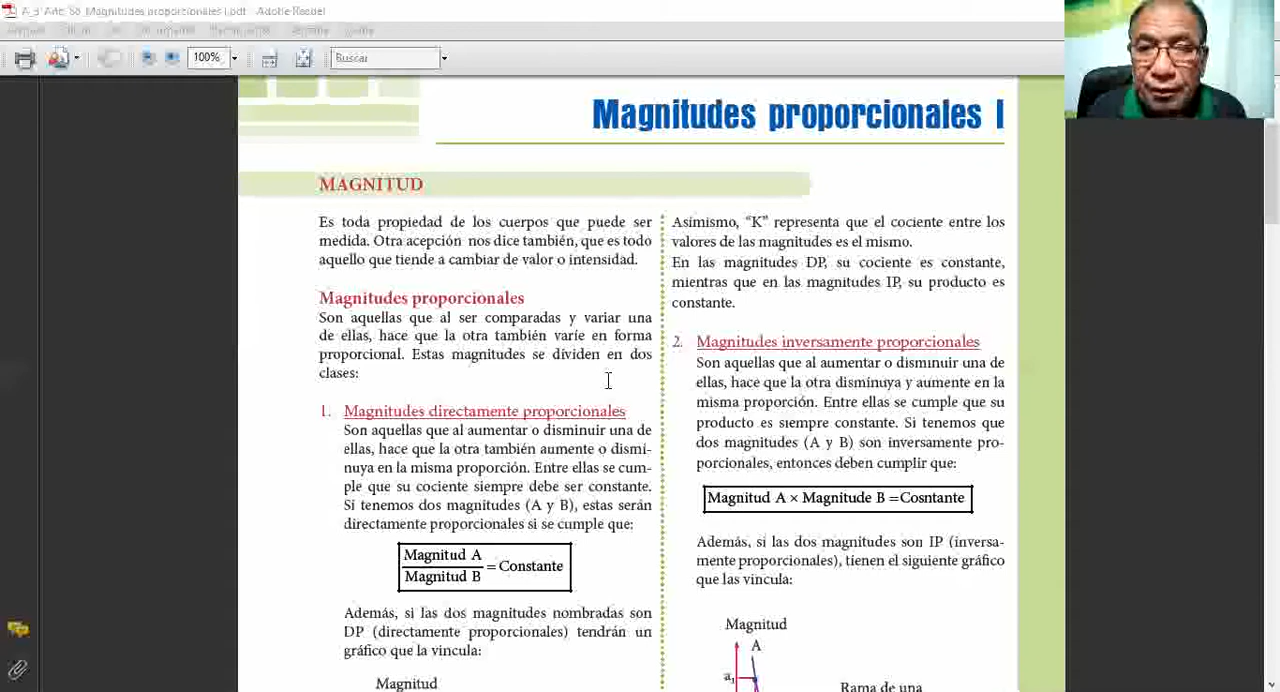 100%
Buscar
Magnitudes proporcionales I
MAGNITUD
Es toda propiedad de los cuerpos que puede ser
medida. Otra acepción nos dice también, que es todo
aquello que tiende a cambiar de valor o intensidad.
Magnitudes proporcionales
Son aquellas que al ser comparadas y variar una
de ellas, hace que la otra también varíe en forma
proporcional. Estas magnitudes se dividen en dos
clases:
1. Magnitudes directamente proporcionales
Son aquellas que al aumentar o disminuir una de
ellas, hace que la otra también aumente o dismi-
nuya en la misma proporción. Entre ellas se cum-
ple que su cociente siempre debe ser constante.
Si tenemos dos magnitudes (A y B), estas serán
directamente proporcionales si se cumple que:
Magnitud A
Magnitud B
= Constante
Además, si las dos magnitudes nombradas son
DP (directamente proporcionales) tendrán un
gráfico que la vincula:
Magnitud
Asimismo, “K” representa que el cociente entre los
valores de las magnitudes es el mismo.
En las magnitudes DP, su cociente es constante,
mientras que en las magnitudes IP, su producto es
constante.
2. Magnitudes inversamente proporcionales
Son aquellas que al aumentar o disminuir una de
ellas, hace que la otra disminuya y aumente en la
misma proporción. Entre ellas se cumple que su
producto es siempre constante. Si tenemos que
dos magnitudes (A y B) son inversamente pro-
porcionales, entonces deben cumplir que:
Magnitud A × Magnitude B =Cosntante
Además, si las dos magnitudes son IP (inversa-
mente proporcionales), tienen el siguiente gráfico
que las vincula:
Magnitud
A
a₁
Rama de una